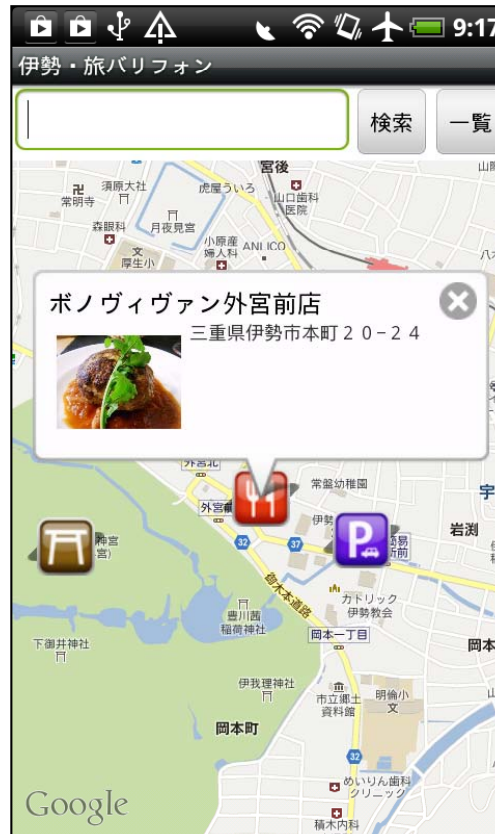 9:17
伊勢・旅バリフォン
検索
一覧
宮後
須原大社
常明寺
虎屋ういろ
山口歯科
医院
月夜見宮
森眼科
小原産
婦人科
ANLICO
文
厚生小
ボノヴィヴァン外宮前店
三重県伊勢市本町20-24
外宮北
常盤幼稚園
外宮前
伊勢
宇
岩渕
P
32
37
御木本道路
カトリック
伊勢教会
豊川茜
稲荷神社
岡本一丁目
下御井神社
岡本
伊我理神社
市立郷土
資料館
明倫小
文
岡本町
32
めいりん歯科
クリニック
Google
積木内科